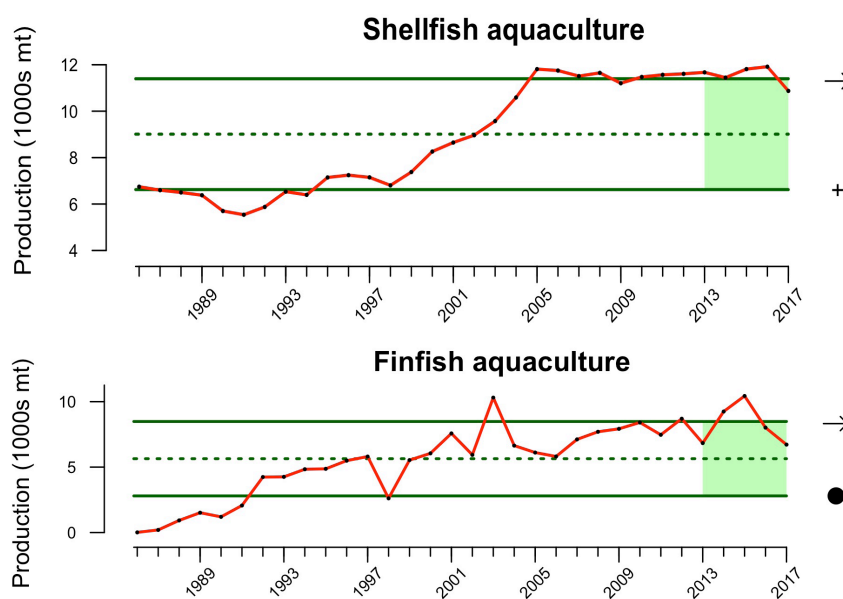 Shellfish aquaculture
Production (1000s mt)
12
10
8
6
4
→
+
1989 1993 1997 2001 2005 2009 2013 2017
Finfish aquaculture
Production (1000s mt)
10
5
0
→
●
1989 1993 1997 2001 2005 2009 2013 2017